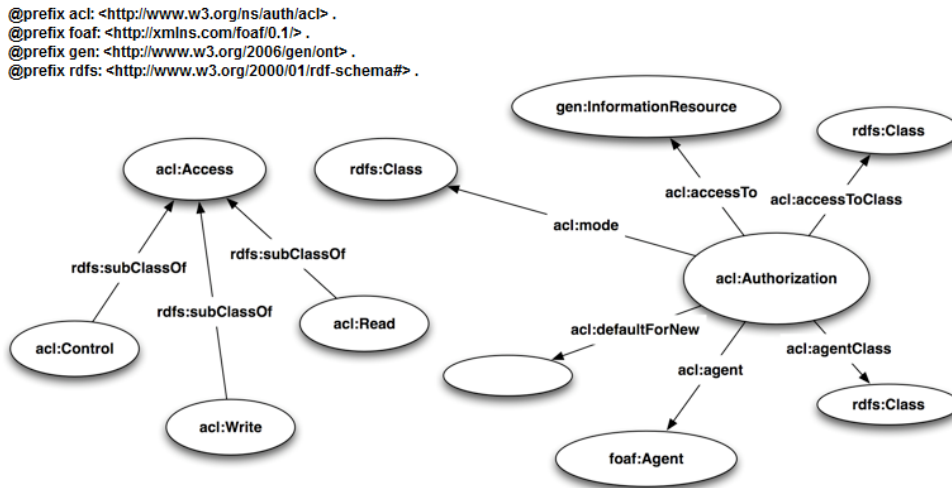 @prefix acl: <http://www.w3.org/ns/auth/acl> .
@prefix foaf: <http://xmlns.com/foaf/0.1/> .
@prefix gen: <http://www.w3.org/2006/gen/ont> .
@prefix rdfs: <http://www.w3.org/2000/01/rdf-schema#> .
gen:InformationResource
rdfs:Class
acl:Access
rdfs:Class
acl:accessTo
acl:accessToClass
acl:mode
rdfs:subClassOf
rdfs:subClassOf
acl:Authorization
rdfs:subClassOf
acl:Read
acl:defaultForNew
acl:Control
acl:agentClass
acl:agent
rdfs:Class
acl:Write
foaf:Agent